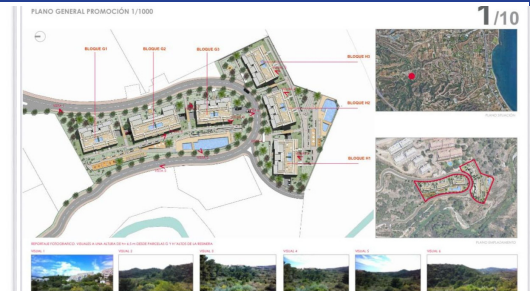 PLANO GENERAL PROMOCIÓN 1/1000
1/10
BLOQUE G1
BLOQUE G2
BLOQUE G3
BLOQUE H3
BLOQUE H2
BLOQUE H1
VISUAL 1
VISUAL 2
VISUAL 3
VISUAL 4
VISUAL 5
VISUAL 6